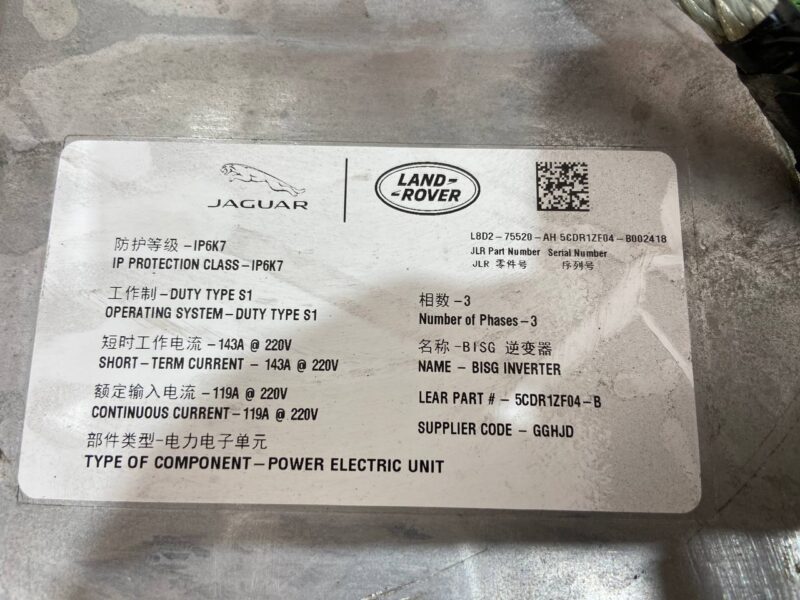 JAGUAR
LAND-
-ROVER
L8D2-75520-AH 5CDR1ZF04-B002418
JLR Part Number Serial Number
JLR 零件号 序列号
防护等级 -IP6K7
IP PROTECTION CLASS-IP6K7
工作制 -DUTY TYPE S1
OPERATING SYSTEM-DUTY TYPE S1
短时工作电流 -143A @ 220V
SHORT-TERM CURRENT - 143A @ 220V
额定输入电流 -119A @ 220V
CONTINUOUS CURRENT-119A @ 220V
部件类型-电力电子单元
TYPE OF COMPONENT-POWER ELECTRIC UNIT
相数 -3
Number of Phases-3
名称 -BISG 逆变器
NAME - BISG INVERTER
LEAR PART # - 5CDR1ZF04-B
SUPPLIER CODE - GGHJD